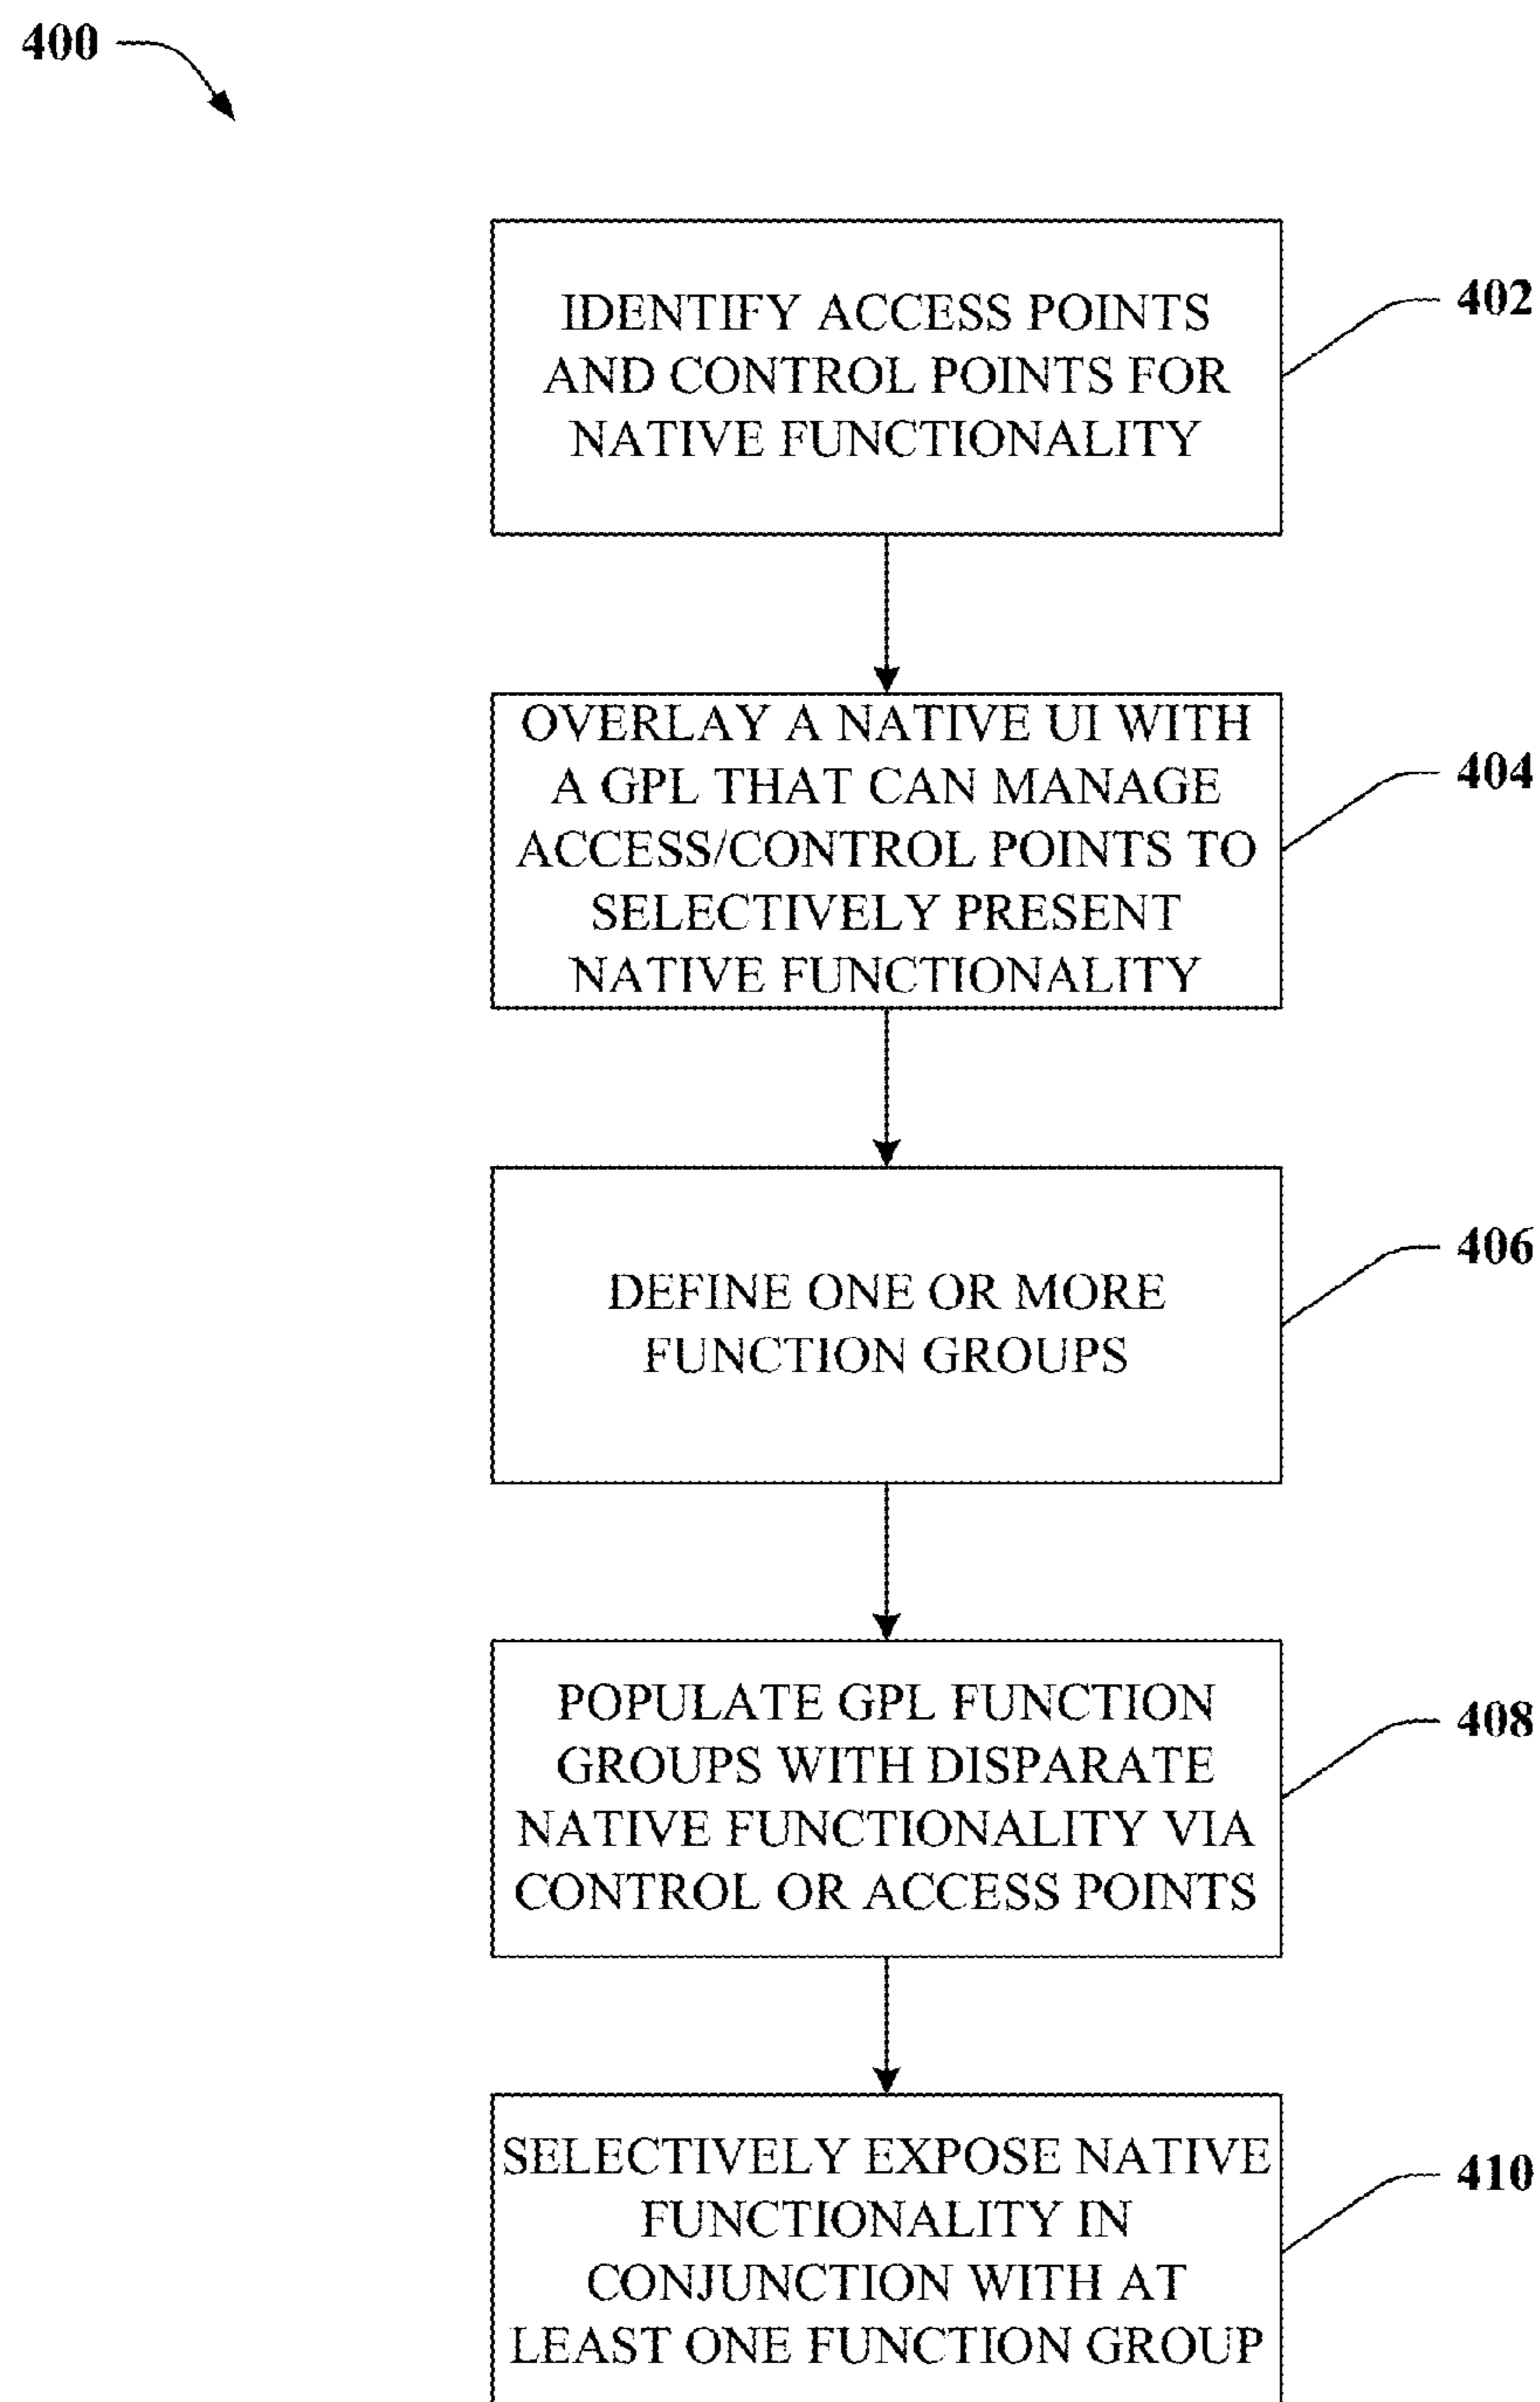 400
IDENTIFY ACCESS POINTS
AND CONTROL POINTS FOR
NATIVE FUNCTIONALITY
402
OVERLAY A NATIVE UI WITH
A GPL THAT CAN MANAGE
ACCESS/CONTROL POINTS TO
SELECTIVELY PRESENT
NATIVE FUNCTIONALITY
404
DEFINE ONE OR MORE
FUNCTION GROUPS
406
POPULATE GPL FUNCTION
GROUPS WITH DISPARATE
NATIVE FUNCTIONALITY VIA
CONTROL OR ACCESS POINTS
408
SELECTIVELY EXPOSE NATIVE
FUNCTIONALITY IN
CONJUNCTION WITH AT
LEAST ONE FUNCTION GROUP
410